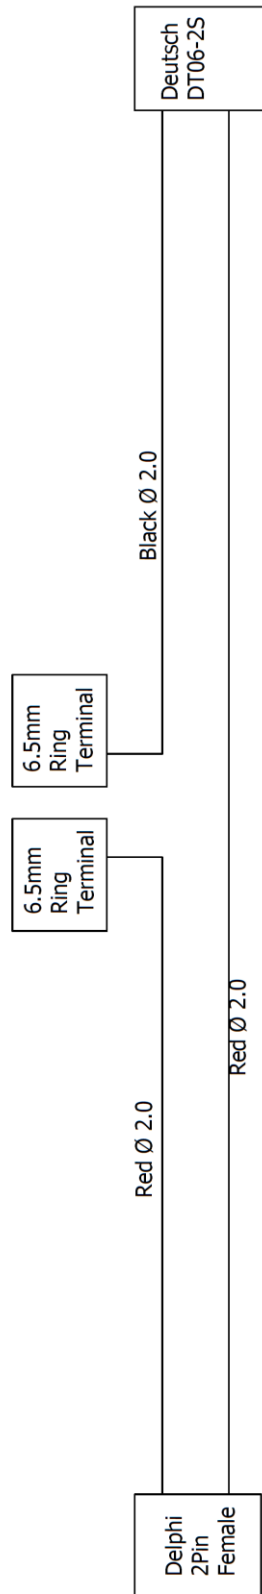 Deutsch
DT06-2S
Black Ø 2.0
6.5mm
Ring
Terminal
6.5mm
Ring
Terminal
Red Ø 2.0
Red Ø 2.0
Delphi
2Pin
Female